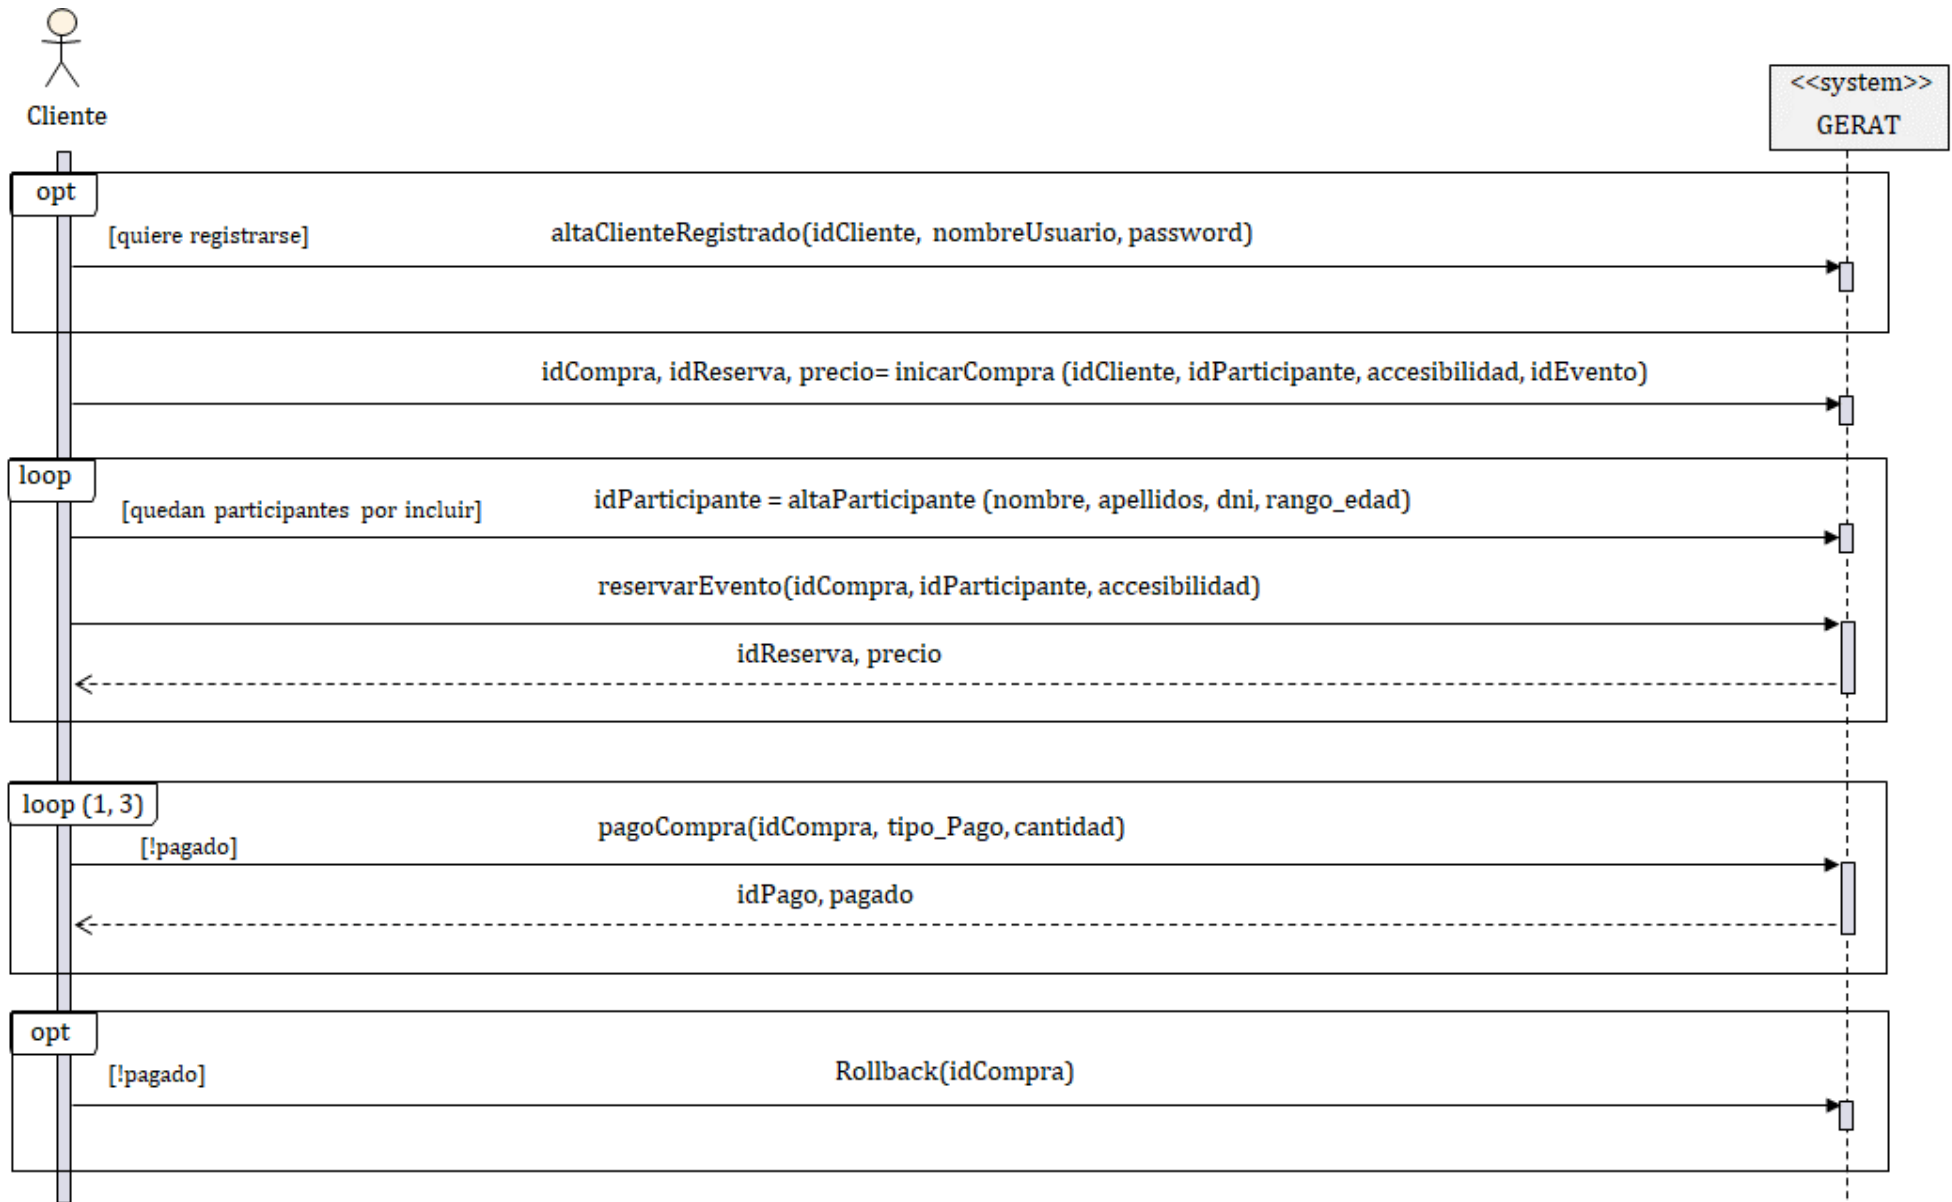 Cliente
<<system>>
GERAT
opt
[quiere registrarse]
altaClienteRegistrado(idCliente, nombreUsuario, password)
idCompra, idReserva, precio= inicarCompra (idCliente, idParticipante, accesibilidad, idEvento)
loop
[quedan participantes por incluir]
idParticipante = altaParticipante (nombre, apellidos, dni, rango_edad)
reservarEvento(idCompra, idParticipante, accesibilidad)
idReserva, precio
loop (1, 3)
[!pagado]
pagoCompra(idCompra, tipo_Pago, cantidad)
idPago, pagado
opt
[!pagado]
Rollback(idCompra)